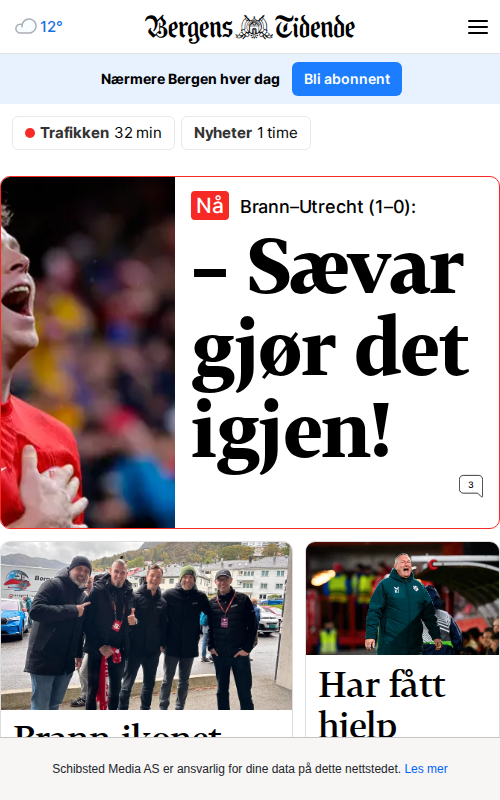 12°
Bergens Tidende
Nærmere Bergen hver dag
Bli abonnent
Trafikken 32 min
Nyheter 1 time
Nå Brann–Utrecht (1–0):
– Sævar
gjør det
igjen!
3
Brann-ikonet
Har fått
hjelp
Schibsted Media AS er ansvarlig for dine data på dette nettstedet. Les mer